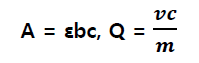 A = εbc, Q = vc/m